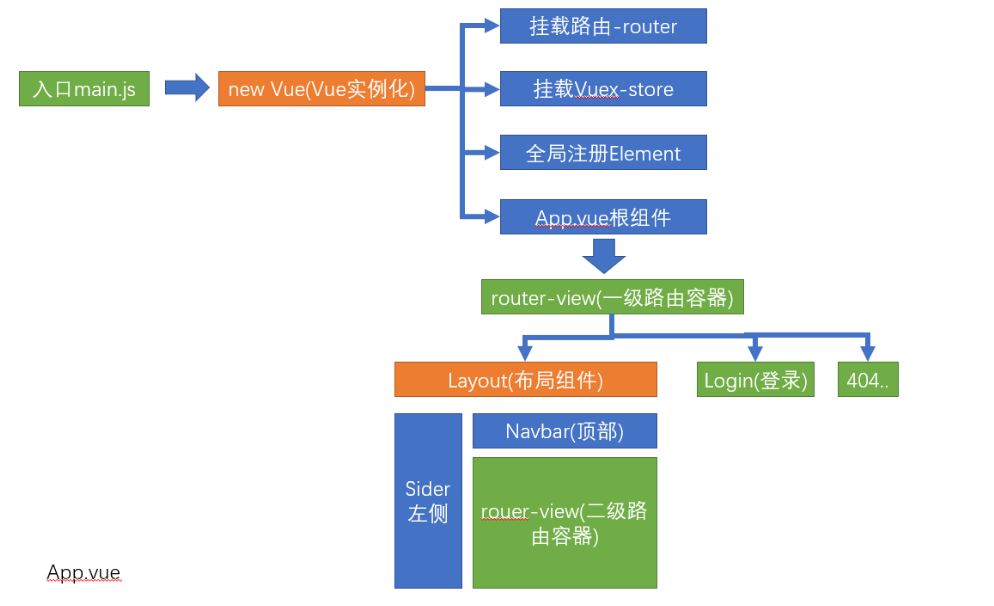 挂载路由-router
入口main.js
new Vue(Vue实例化)
挂载Vuex-store
全局注册Element
App.vue根组件
router-view(一级路由容器)
Layout(布局组件)
Login(登录)
404..
Navbar(顶部)
Sider
左侧
rouer-view(二级路
由容器)
App.vue